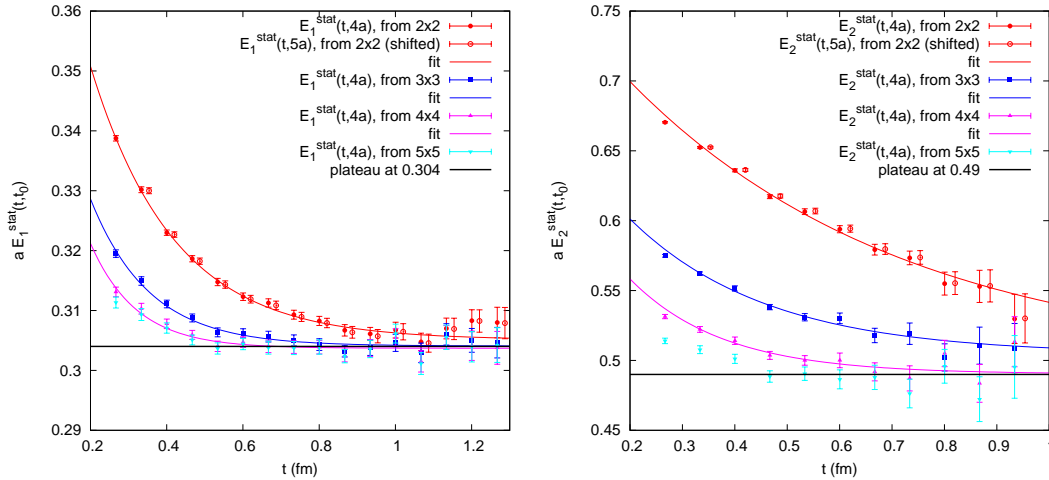 0.36
0.35
0.34
0.33
0.32
0.31
0.3
0.29
0.2 0.4 0.6 0.8 1 1.2
a E₁ˢᵗᵃᵗ(t,t₀)
t (fm)
E₁ˢᵗᵃᵗ(t,4a), from 2x2
E₁ˢᵗᵃᵗ(t,5a), from 2x2 (shifted)
fit
E₁ˢᵗᵃᵗ(t,4a), from 3x3
fit
E₁ˢᵗᵃᵗ(t,4a), from 4x4
fit
E₁ˢᵗᵃᵗ(t,4a), from 5x5
plateau at 0.304
0.75
0.7
0.65
0.6
0.55
0.5
0.45
0.2 0.3 0.4 0.5 0.6 0.7 0.8 0.9 1
a E₂ˢᵗᵃᵗ(t,t₀)
t (fm)
E₂ˢᵗᵃᵗ(t,4a), from 2x2
E₂ˢᵗᵃᵗ(t,5a), from 2x2 (shifted)
fit
E₂ˢᵗᵃᵗ(t,4a), from 3x3
fit
E₂ˢᵗᵃᵗ(t,4a), from 4x4
fit
E₂ˢᵗᵃᵗ(t,4a), from 5x5
plateau at 0.49